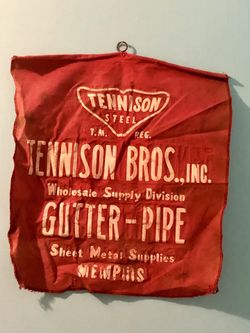 TENNISON
STEEL
T.M. REG.
TENNISON BROS., INC.
Wholesale Supply Division
GUTTER-PIPE
Sheet Metal Supplies
MEMPHIS